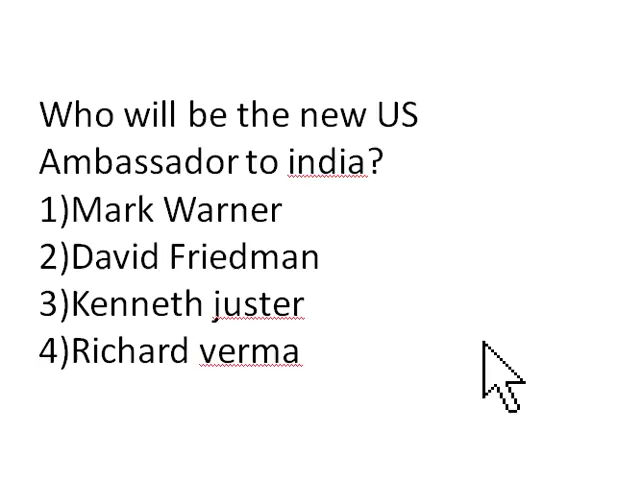 Who will be the new US
Ambassador to india?
1)Mark Warner
2)David Friedman
3)Kenneth juster
4)Richard verma